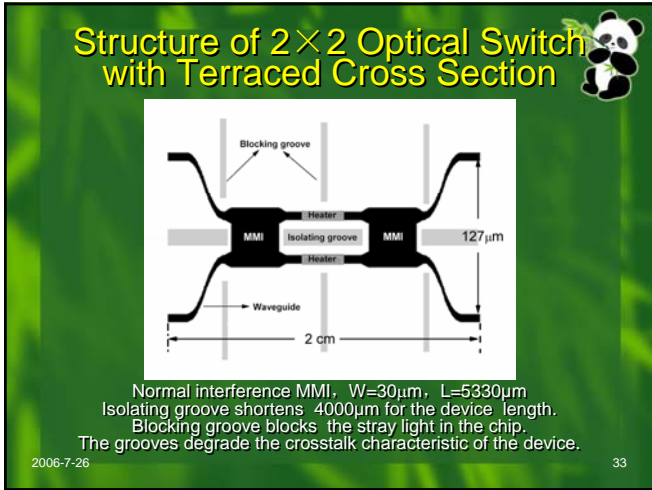 Structure of 2×2 Optical Switch
with Terraced Cross Section
Blocking groove
Heater
MMI
Isolating groove
MMI
127μm
Heater
Waveguide
2 cm
Normal interference MMI，W=30μm，L=5330μm
Isolating groove shortens 4000μm for the device length.
Blocking groove blocks the stray light in the chip.
The grooves degrade the crosstalk characteristic of the device.
2006-7-26
33